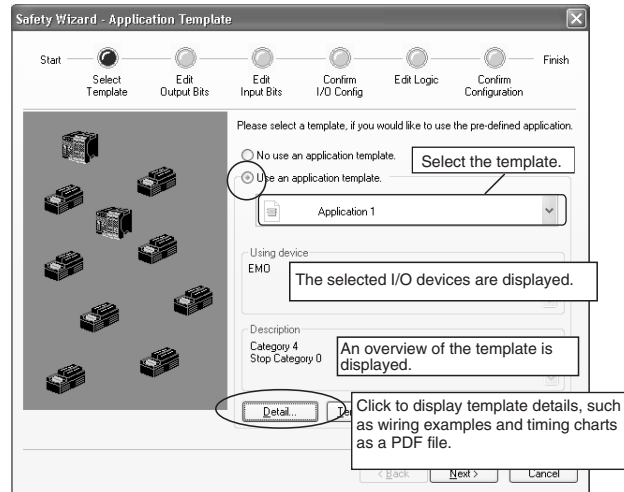 Safety Wizard - Application Template
Start
Select Template
Edit Output Bits
Edit Input Bits
Confirm I/O Config
Edit Logic
Confirm Configuration
Finish
Please select a template, if you would like to use the pre-defined application.
No use an application template.
Use an application template.
Select the template.
Application 1
Using device
EMO
The selected I/O devices are displayed.
Description
Category 4
Stop Category 0
An overview of the template is
displayed.
Detail...
Click to display template details, such
as wiring examples and timing charts
as a PDF file.
< Back
Next >
Cancel